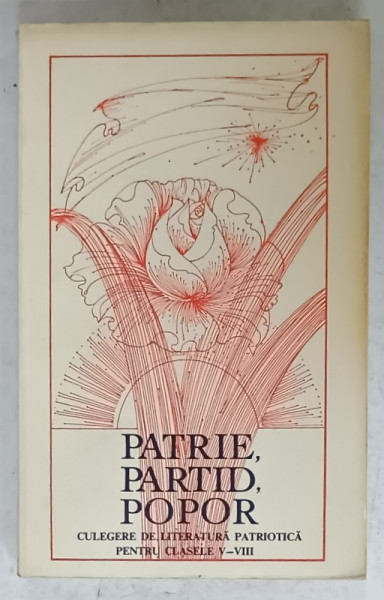 PATRIE,
PARTID,
POPOR
CULEGERE DE LITERATURĂ PATRIOTICĂ
PENTRU CLASELE V–VIII